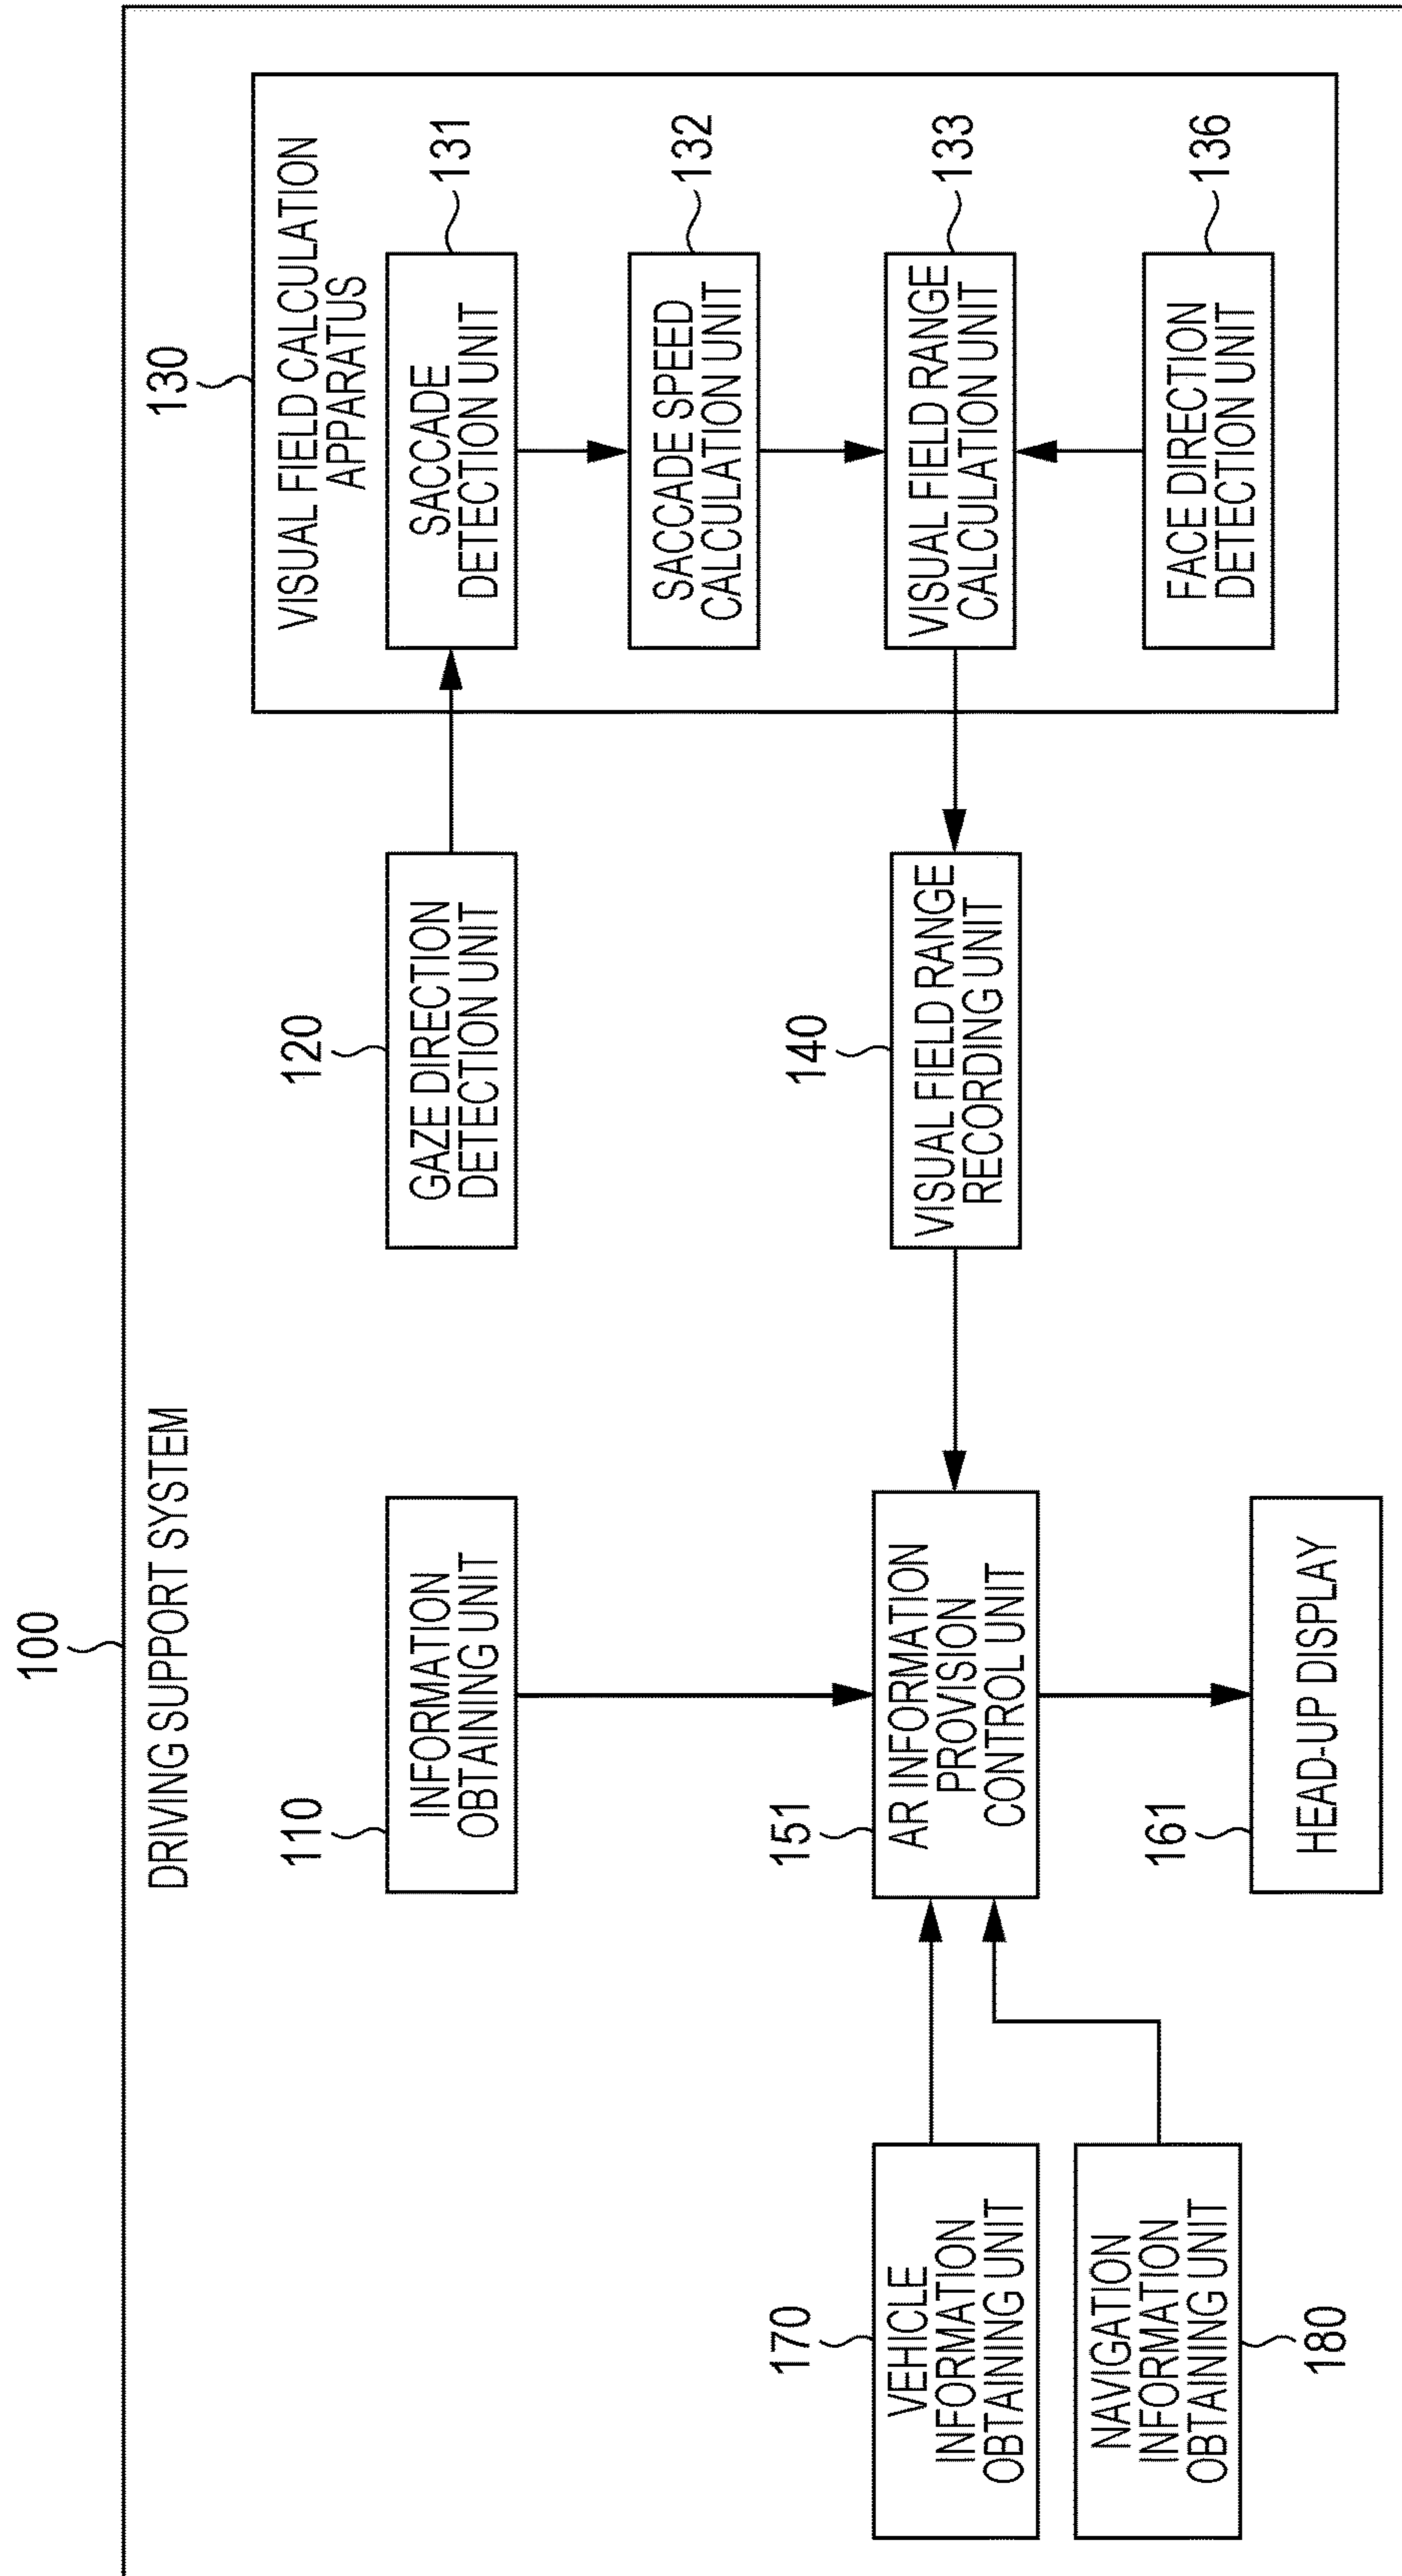 100
DRIVING SUPPORT SYSTEM
130
VISUAL FIELD CALCULATION
APPARATUS
110
INFORMATION
OBTAINING UNIT
120
GAZE DIRECTION
DETECTION UNIT
SACCADE
DETECTION UNIT
131
SACCADE SPEED
CALCULATION UNIT
132
170
VEHICLE
INFORMATION
OBTAINING UNIT
151
AR INFORMATION
PROVISION
CONTROL UNIT
140
VISUAL FIELD RANGE
RECORDING UNIT
VISUAL FIELD RANGE
CALCULATION UNIT
133
NAVIGATION
INFORMATION
OBTAINING UNIT
180
161
HEAD-UP DISPLAY
FACE DIRECTION
DETECTION UNIT
136